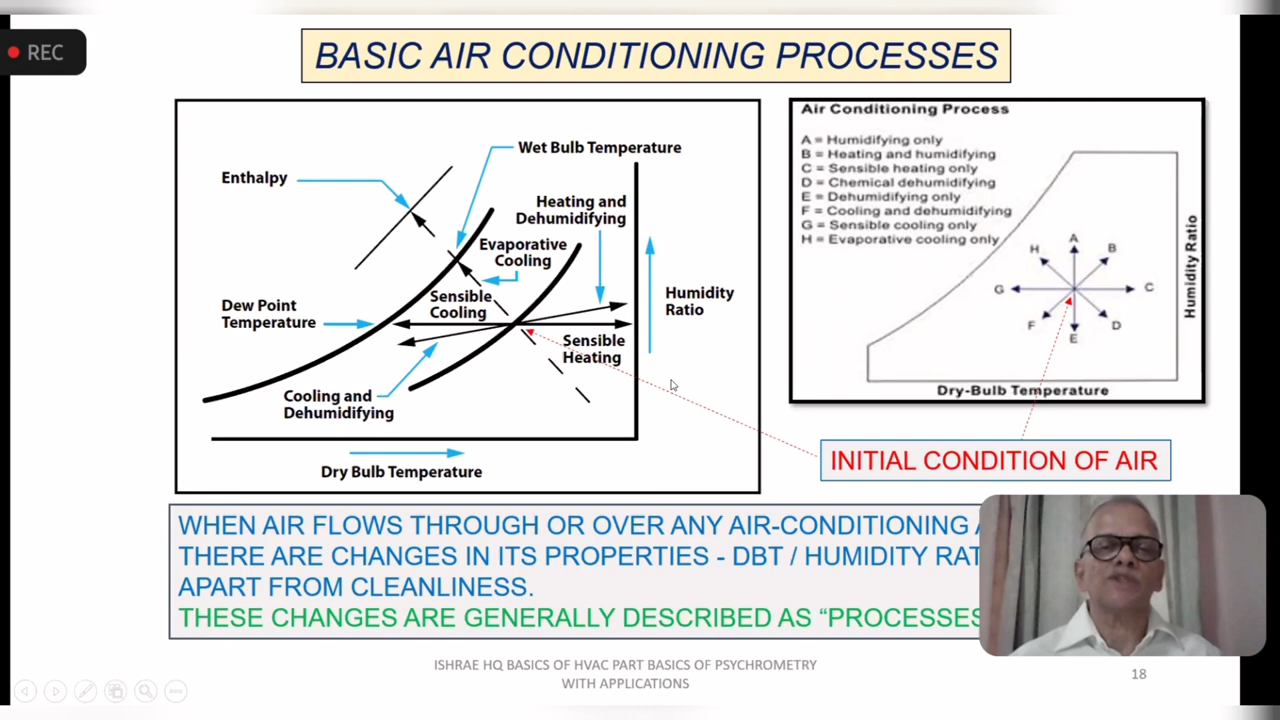 REC
BASIC AIR CONDITIONING PROCESSES
Wet Bulb Temperature
Enthalpy
Heating and
Dehumidifying
Evaporative
Cooling
Sensible
Cooling
Humidity
Ratio
Dew Point
Temperature
Sensible
Heating
Cooling and
Dehumidifying
Dry Bulb Temperature
Air Conditioning Process
A = Humidifying only
B = Heating and humidifying
C = Sensible heating only
D = Chemical dehumidifying
E = Dehumidifying only
F = Cooling and dehumidifying
G = Sensible cooling only
H = Evaporative cooling only
A
H
B
G
C
F
D
E
Humidity Ratio
Dry-Bulb Temperature
INITIAL CONDITION OF AIR
WHEN AIR FLOWS THROUGH OR OVER ANY AIR-CONDITIONING
THERE ARE CHANGES IN ITS PROPERTIES - DBT / HUMIDITY
APART FROM CLEANLINESS.
THESE CHANGES ARE GENERALLY DESCRIBED AS “PROCESSES
ISHRAE HQ BASICS OF HVAC PART BASICS OF PSYCHROMETRY
WITH APPLICATIONS
18